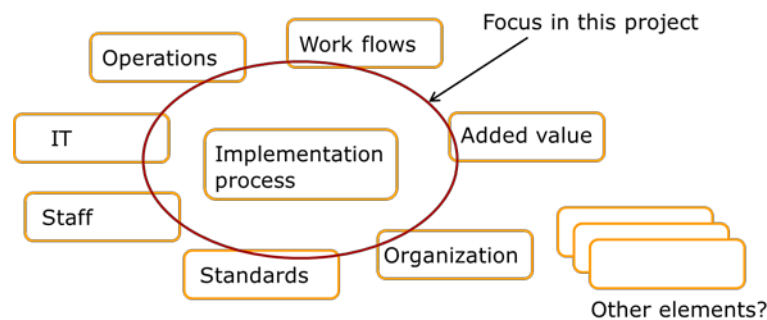 Focus in this project
Work flows
Operations
IT
Added value
Implementation
process
Staff
Organization
Standards
Other elements?